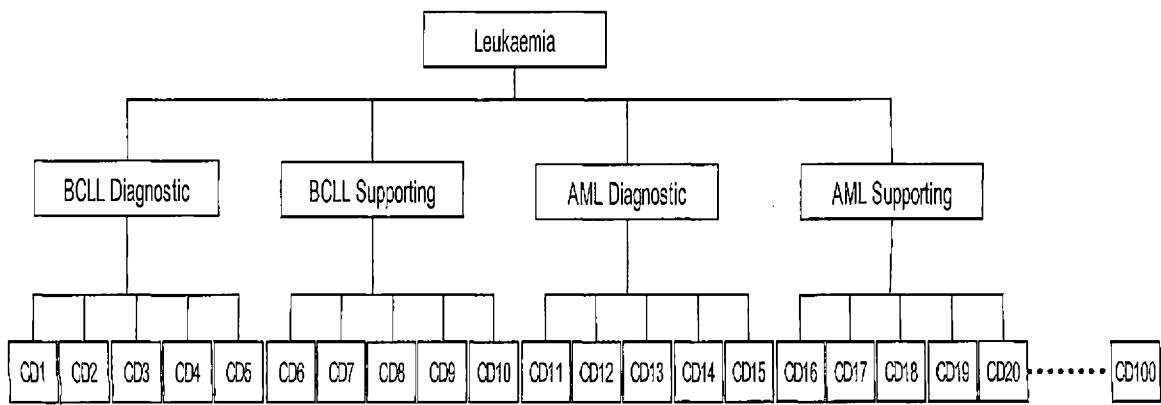 Leukaemia
BCLL Diagnostic BCLL Supporting AML Diagnostic AML Supporting
CD1 CD2 CD3 CD4 CD5 CD6 CD7 CD8 CD9 CD10 CD11 CD12 CD13 CD14 CD15 CD16 CD17 CD18 CD19 CD20 ········ CD100